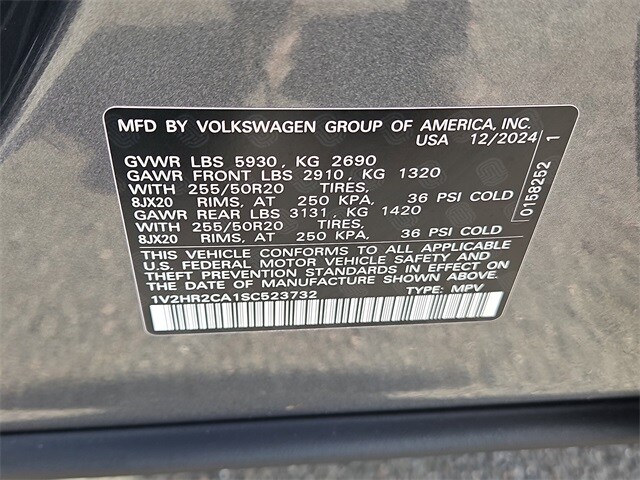 MFD BY VOLKSWAGEN GROUP OF AMERICA, INC.
USA 12/2024
GVWR LBS 5930, KG 2690
GAWR FRONT LBS 2910, KG 1320
WITH 255/50R20 TIRES,
8JX20 RIMS, AT 250 KPA, 36 PSI COLD
GAWR REAR LBS 3131, KG 1420
WITH 255/50R20 TIRES,
8JX20 RIMS, AT 250 KPA, 36 PSI COLD
THIS VEHICLE CONFORMS TO ALL APPLICABLE
U.S. FEDERAL MOTOR VEHICLE SAFETY AND
THEFT PREVENTION STANDARDS IN EFFECT ON
THE DATE OF MANUFACTURE SHOWN ABOVE.
1V2HR2CA1SC523732 TYPE: MPV
0158252 1